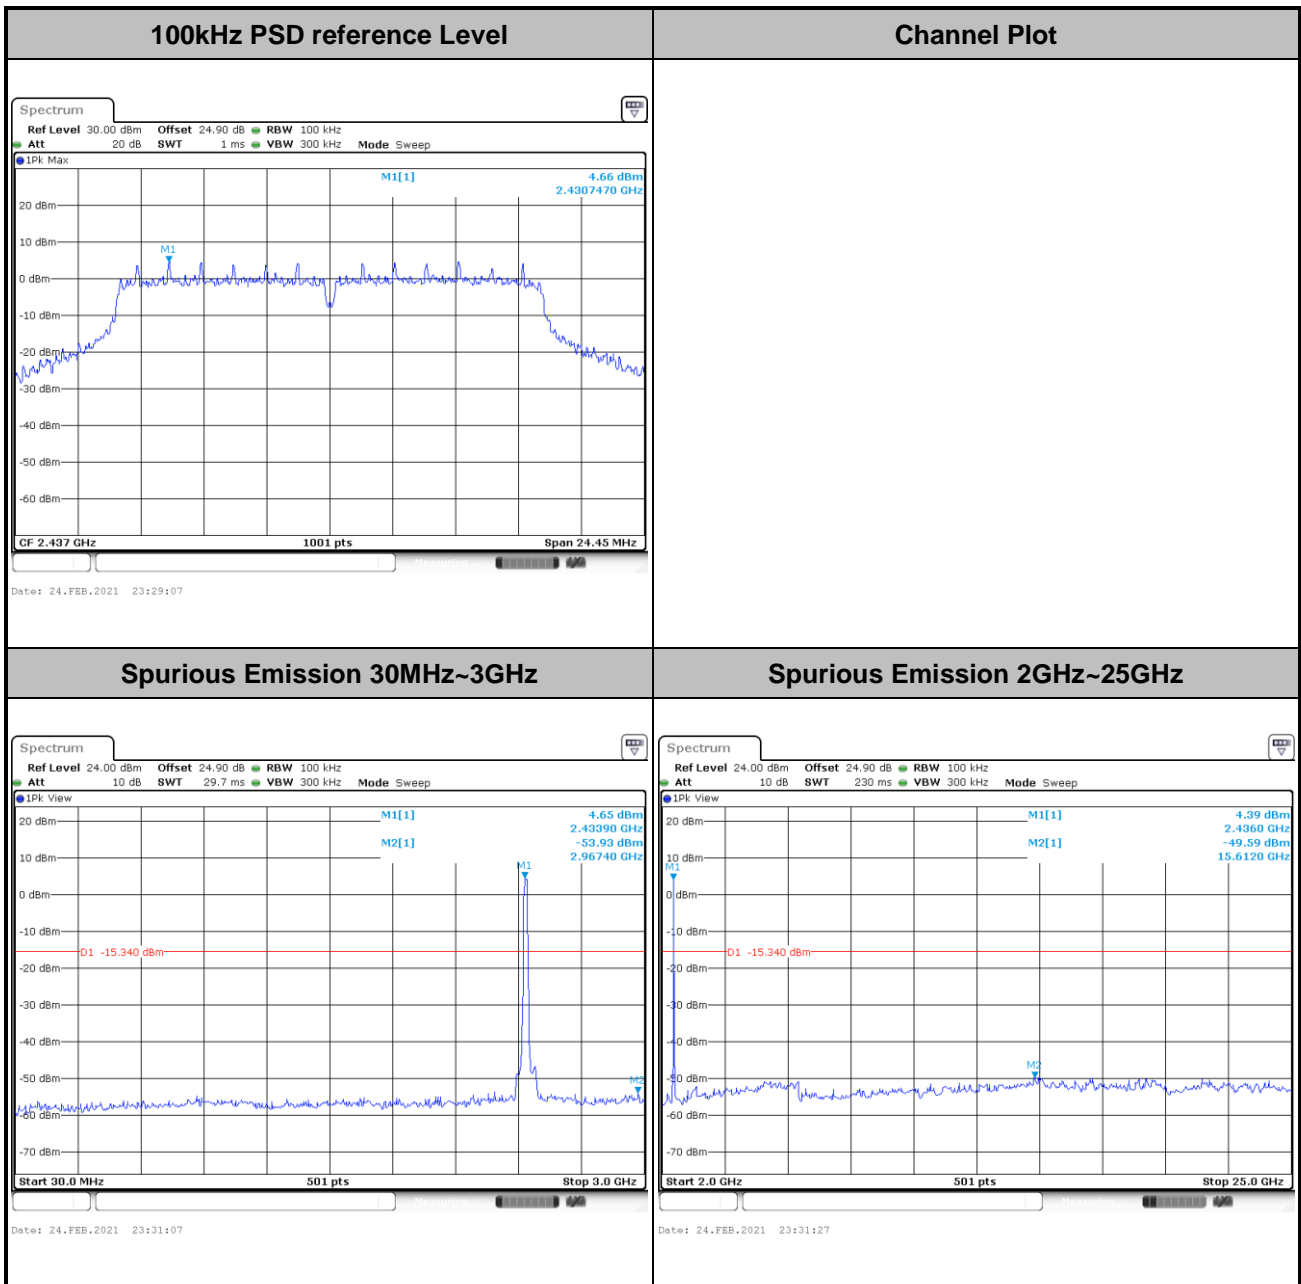 100kHz PSD reference Level
Channel Plot
Spectrum
Ref Level 30.00 dBm Offset 24.90 dB RBW 100 kHz
Att 20 dB SWT 1 ms VBW 300 kHz Mode Sweep
1Pk Max
M1[1] 4.66 dBm
2.4307470 GHz
20 dBm
10 dBm
M1
0 dBm
-10 dBm
-20 dBm
-30 dBm
-40 dBm
-50 dBm
-60 dBm
CF 2.437 GHz 1001 pts Span 24.45 MHz
Date: 24.FEB.2021 23:29:07
Spurious Emission 30MHz~3GHz
Spurious Emission 2GHz~25GHz
Spectrum
Ref Level 24.00 dBm Offset 24.90 dB RBW 100 kHz
Att 10 dB SWT 29.7 ms VBW 300 kHz Mode Sweep
1Pk View
M1[1] 4.65 dBm
2.43390 GHz
20 dBm
M2[1] -53.93 dBm
2.96740 GHz
10 dBm
M1
0 dBm
-10 dBm
D1 -15.340 dBm
-20 dBm
-30 dBm
-40 dBm
-50 dBm
M2
-60 dBm
-70 dBm
Start 30.0 MHz 501 pts Stop 3.0 GHz
Date: 24.FEB.2021 23:31:07
Spectrum
Ref Level 24.00 dBm Offset 24.90 dB RBW 100 kHz
Att 10 dB SWT 230 ms VBW 300 kHz Mode Sweep
1Pk View
M1[1] 4.39 dBm
2.4360 GHz
20 dBm
M2[1] -49.59 dBm
15.6120 GHz
10 dBm
M1
0 dBm
-10 dBm
D1 -15.340 dBm
-20 dBm
-30 dBm
-40 dBm
M2
-50 dBm
-60 dBm
-70 dBm
Start 2.0 GHz 501 pts Stop 25.0 GHz
Date: 24.FEB.2021 23:31:27